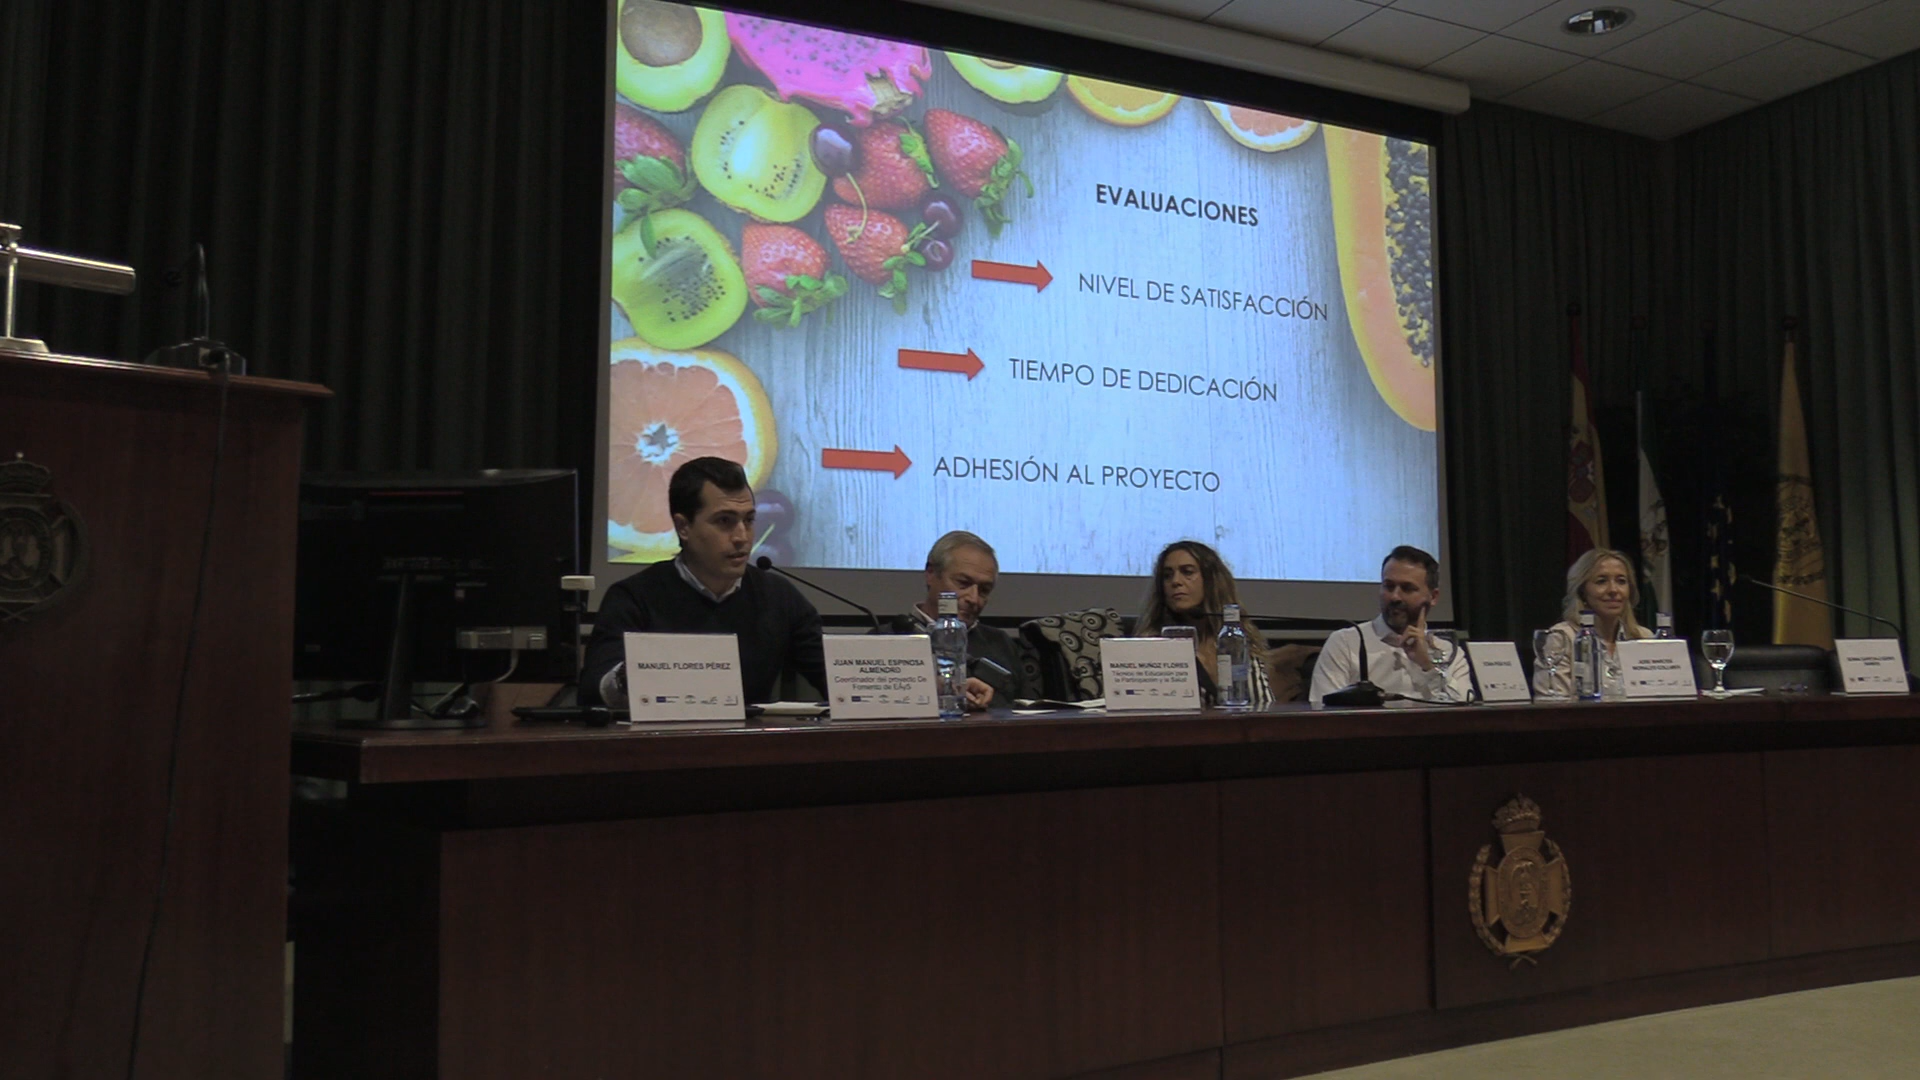 EVALUACIONES
NIVEL DE SATISFACCIÓN
TIEMPO DE DEDICACIÓN
ADHESIÓN AL PROYECTO
MANUEL FLORES PÉREZ
JUAN MANUEL ESPINOSA
ALMENDRO
Coordinador del proyecto De
Fomento de EAyS
MANUEL MUÑOZ FLORES
Técnico de Educación para
la Participación y la Salud